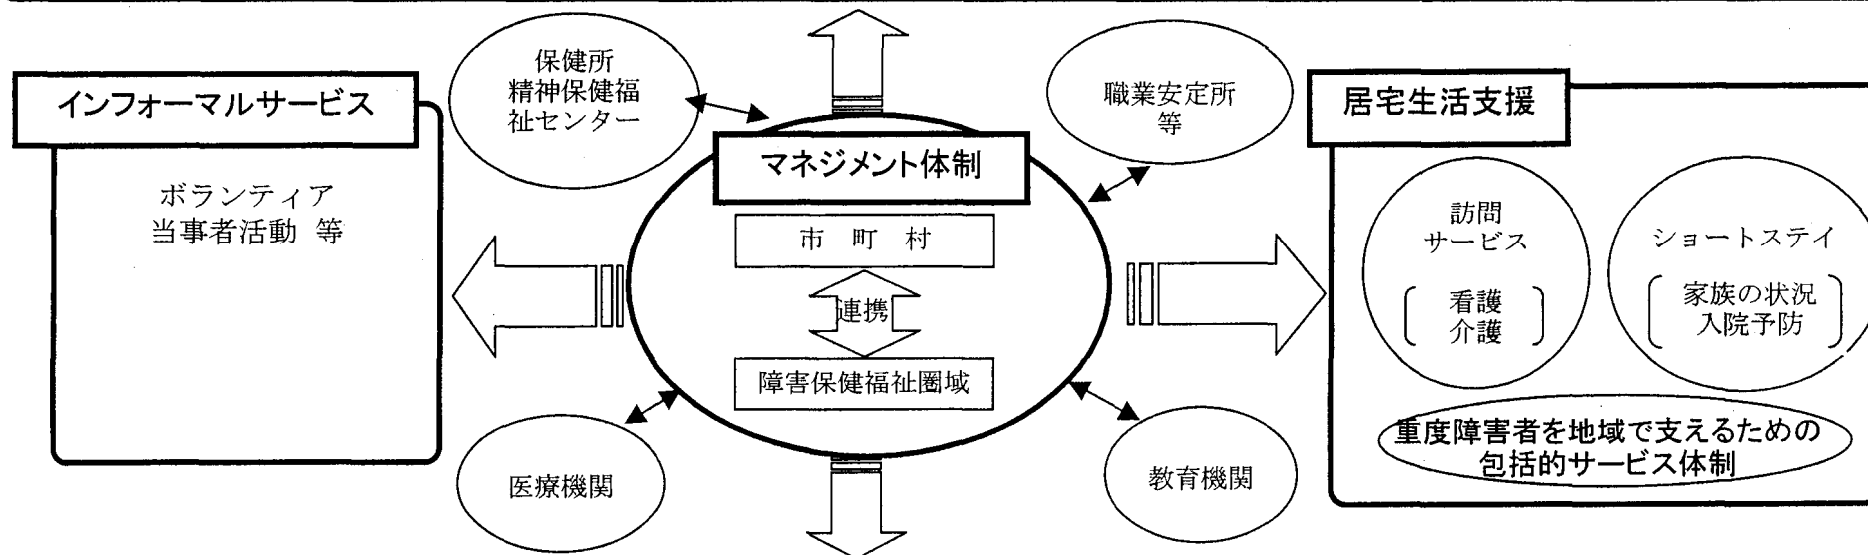 インフォーマルサービス
ボランティア
当事者活動 等
保健所
精神保健福
祉センター
職業安定所
等
マネジメント体制
市 町 村
連携
障害保健福祉圏域
医療機関
教育機関
居宅生活支援
訪問
サービス
看護
介護
ショートステイ
家族の状況
入院予防
重度障害者を地域で支えるための
包括的サービス体制